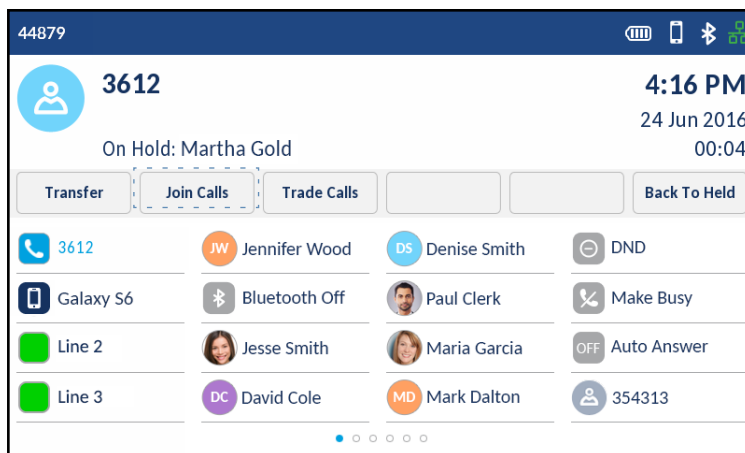 44879
3612
4:16 PM
24 Jun 2016
On Hold: Martha Gold
00:04
Transfer
Join Calls
Trade Calls
Back To Held
3612
JW Jennifer Wood
DS Denise Smith
DND
Galaxy S6
Bluetooth Off
Paul Clerk
Make Busy
Line 2
Jesse Smith
Maria Garcia
OFF Auto Answer
Line 3
DC David Cole
MD Mark Dalton
354313